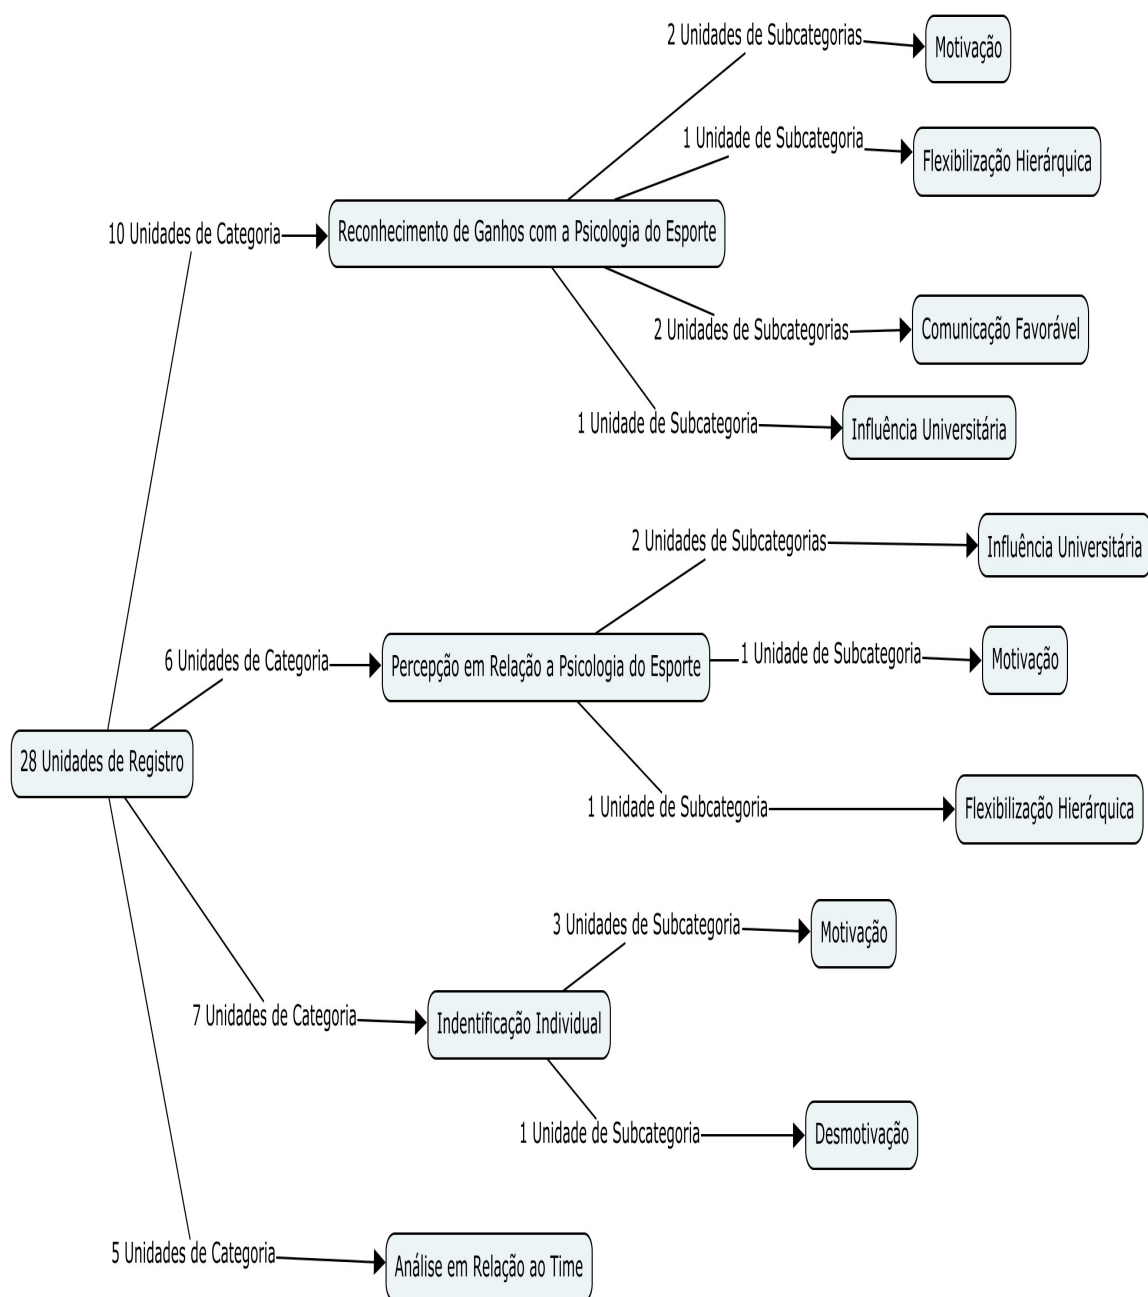 2 Unidades de Subcategorias
Motivação
1 Unidade de Subcategoria
Flexibilização Hierárquica
10 Unidades de Categoria
Reconhecimento de Ganhos com a Psicologia do Esporte
2 Unidades de Subcategorias
Comunicação Favorável
1 Unidade de Subcategoria
Influência Universitária
2 Unidades de Subcategorias
Influência Universitária
6 Unidades de Categoria
Percepção em Relação a Psicologia do Esporte
1 Unidade de Subcategoria
Motivação
28 Unidades de Registro
1 Unidade de Subcategoria
Flexibilização Hierárquica
3 Unidades de Subcategoria
Motivação
7 Unidades de Categoria
Indentificação Individual
1 Unidade de Subcategoria
Desmotivação
5 Unidades de Categoria
Análise em Relação ao Time